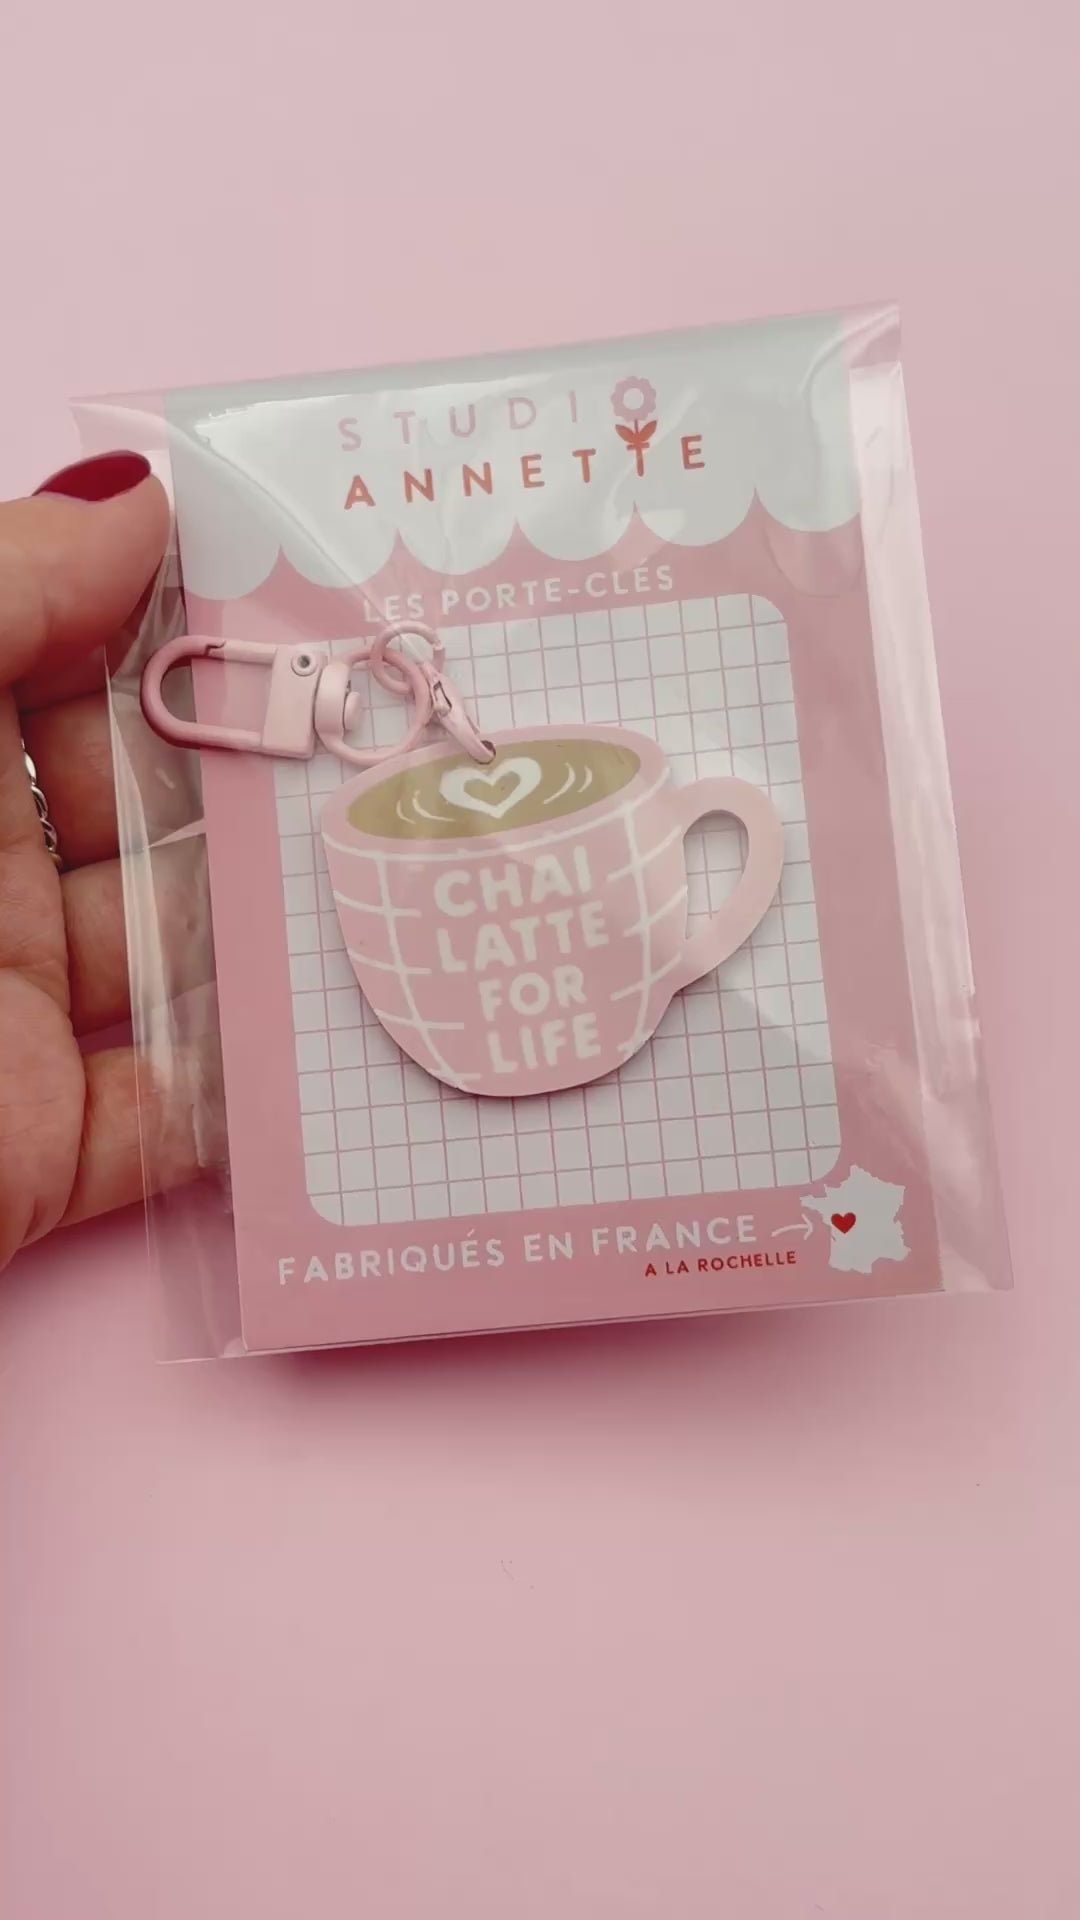 STUDIO
ANNETTE
LES PORTE-CLÉS
CHAI
LATTE
FOR
LIFE
FABRIQUÉS EN FRANCE
A LA ROCHELLE